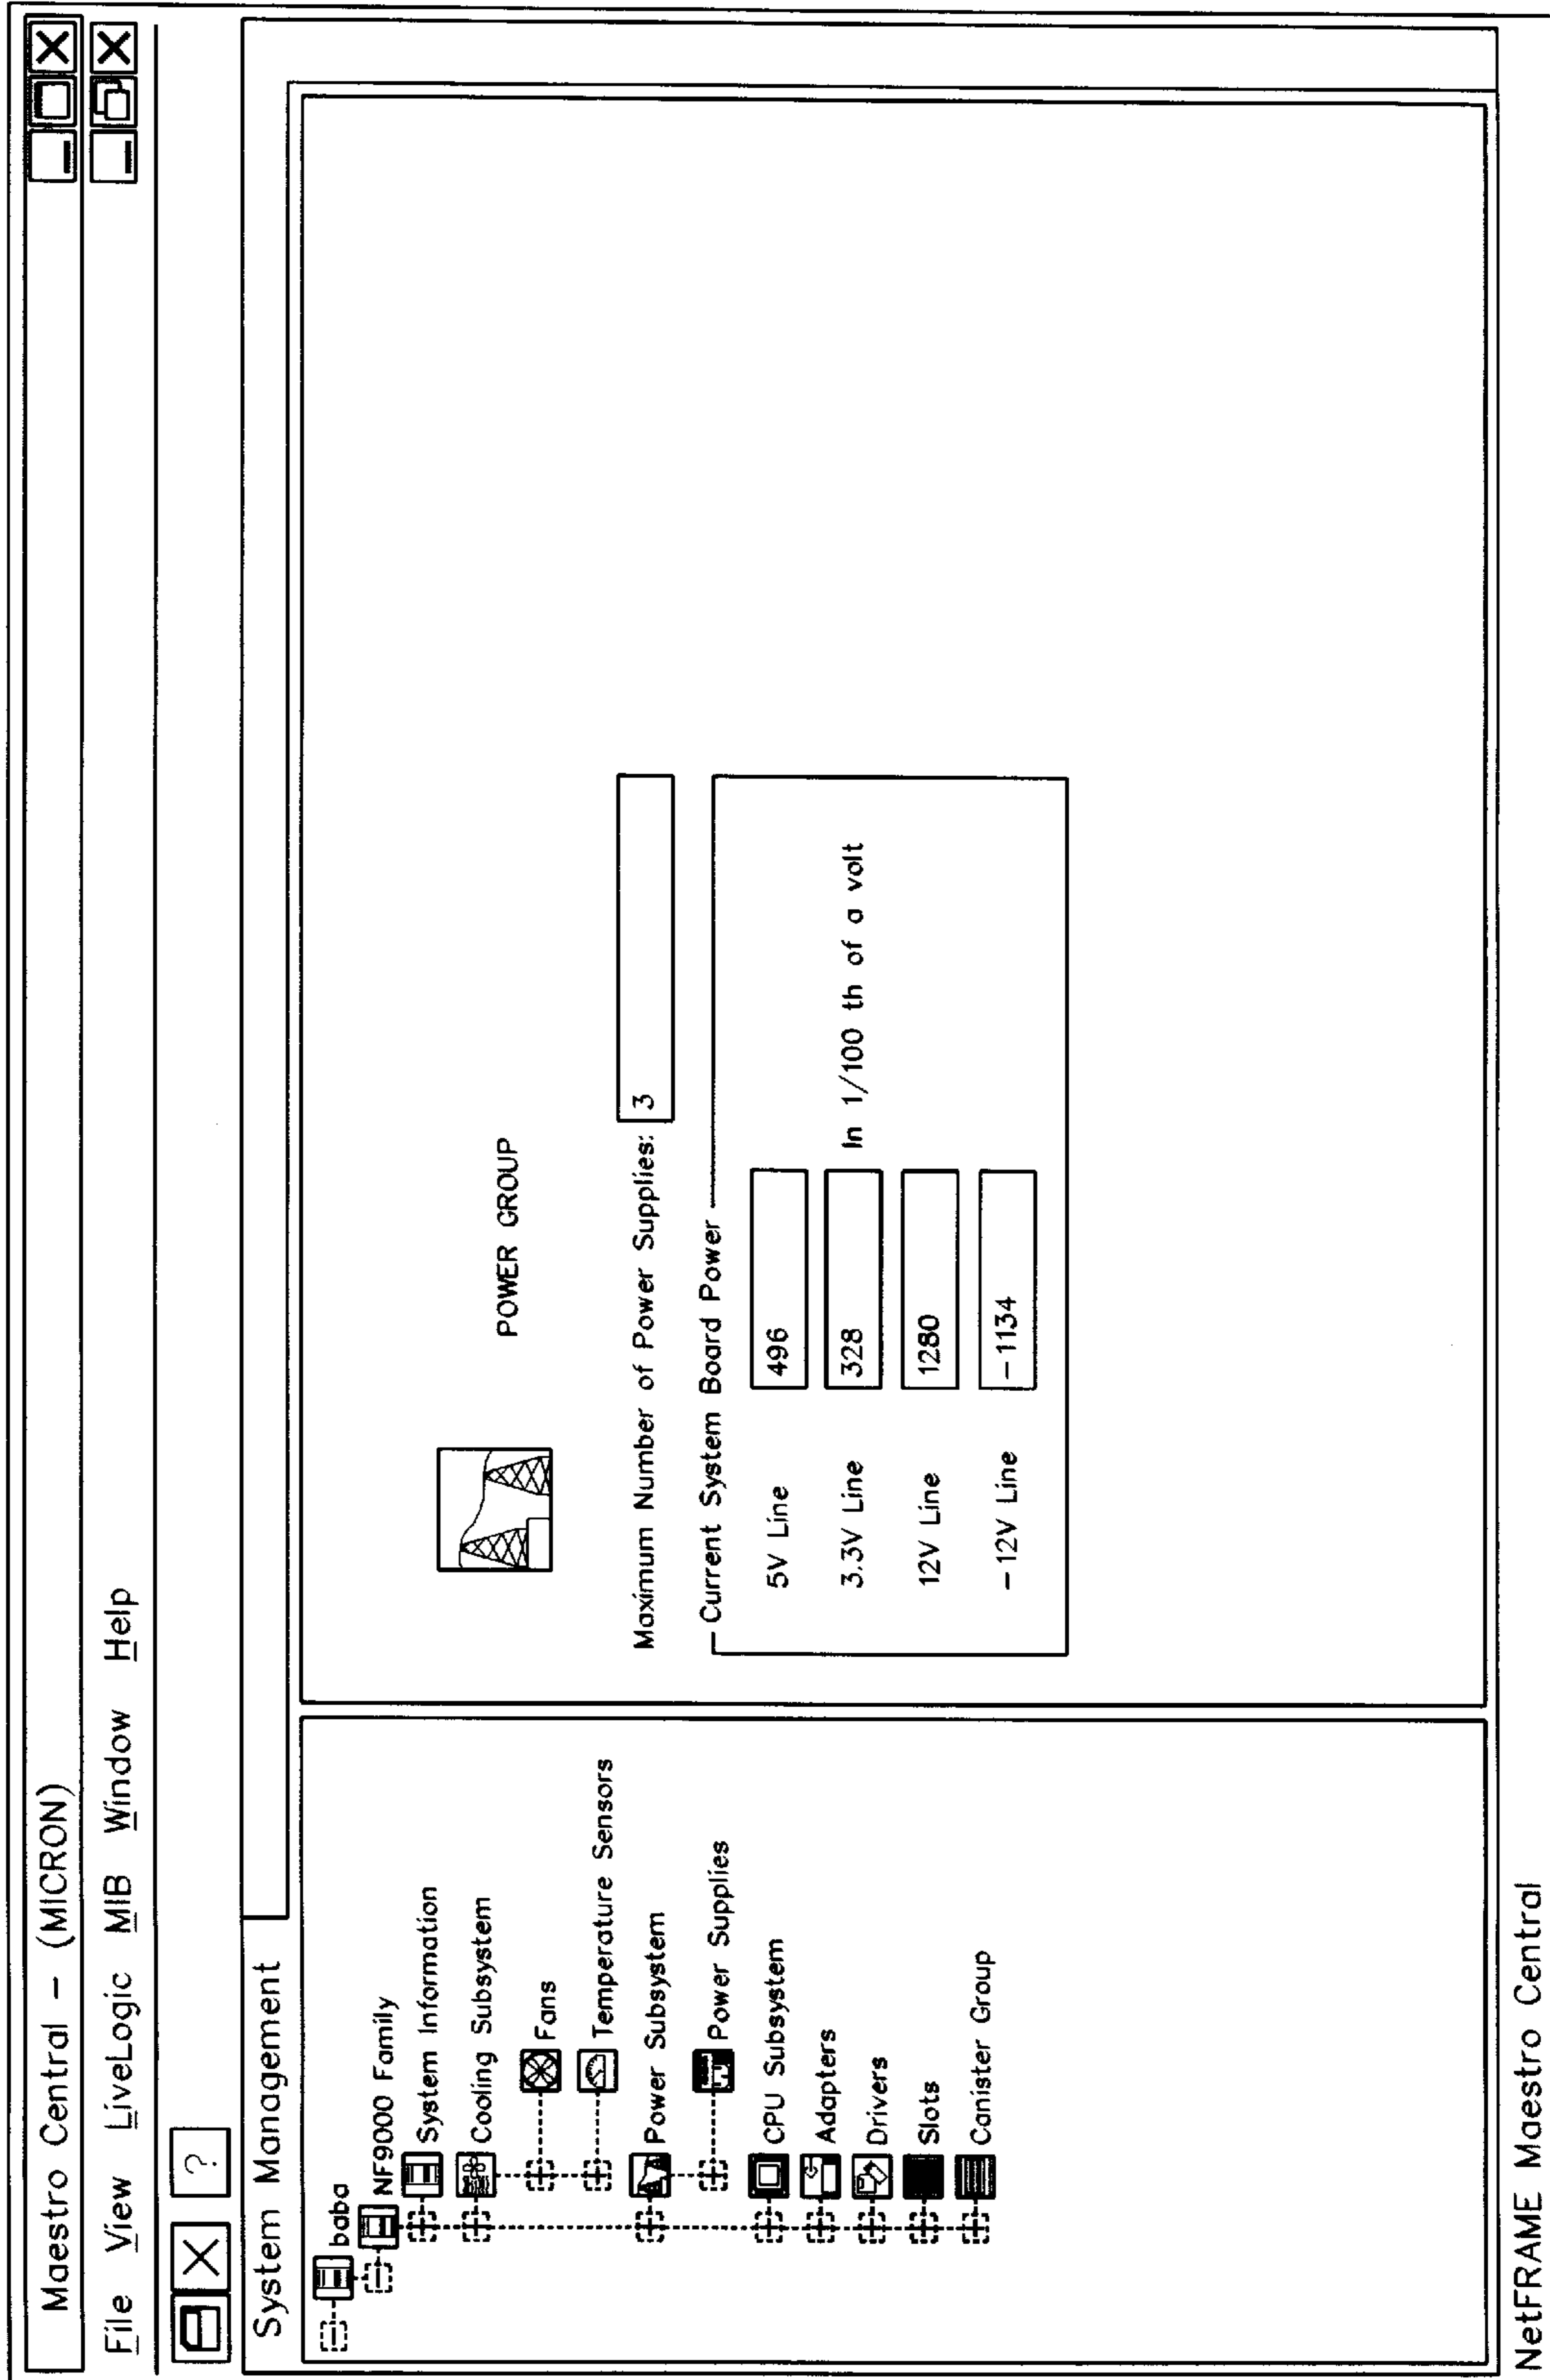 Maestro Central – (MICRON)
File View LiveLogic MIB Window Help
?
System Management
baba
NF9000 Family
System Information
Cooling Subsystem
Fans
Temperature Sensors
Power Subsystem
Power Supplies
CPU Subsystem
Adapters
Drivers
Slots
Canister Group
POWER GROUP
Maximum Number of Power Supplies: 3
Current System Board Power
5V Line 496
3.3V Line 328 In 1/100 th of a volt
12V Line 1280
–12V Line –1134
NetFRAME Maestro Central